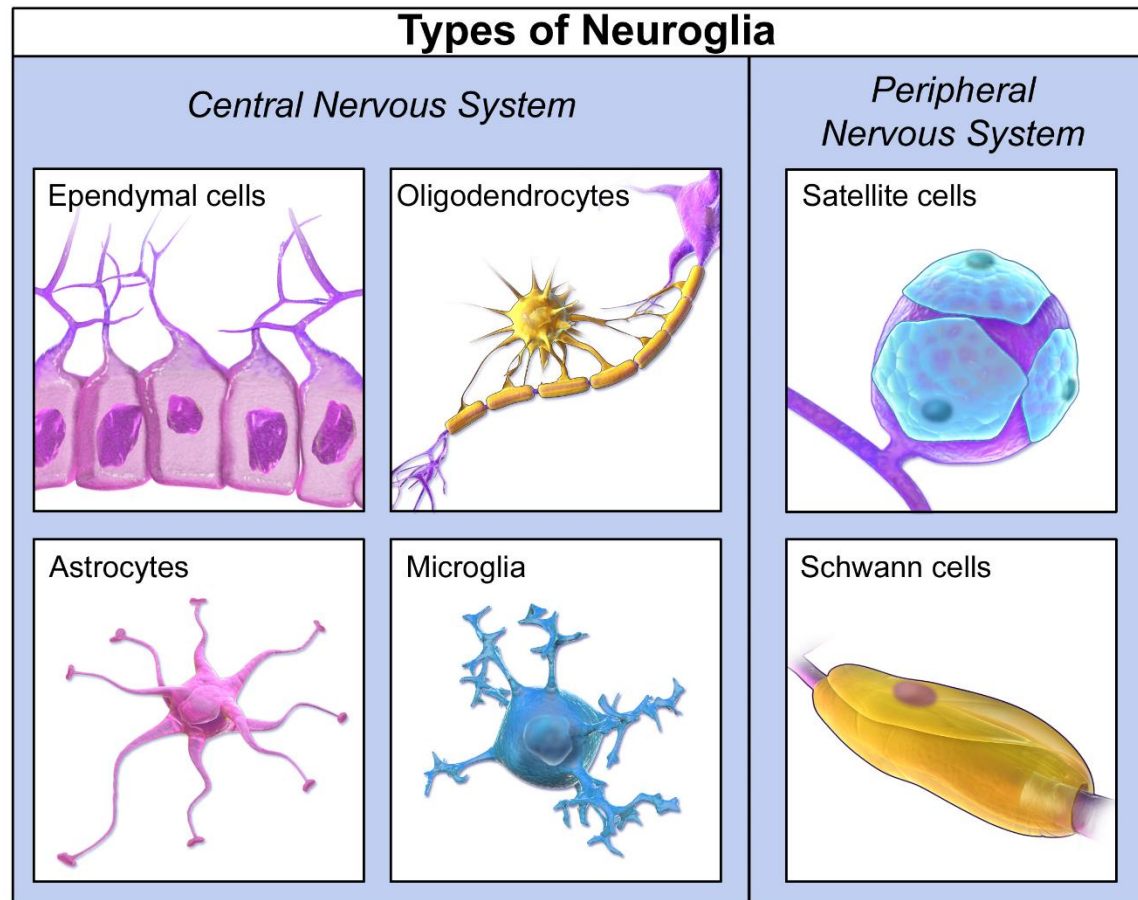 Types of Neuroglia
Central Nervous System
Peripheral
Nervous System
Ependymal cells
Oligodendrocytes
Satellite cells
Astrocytes
Microglia
Schwann cells